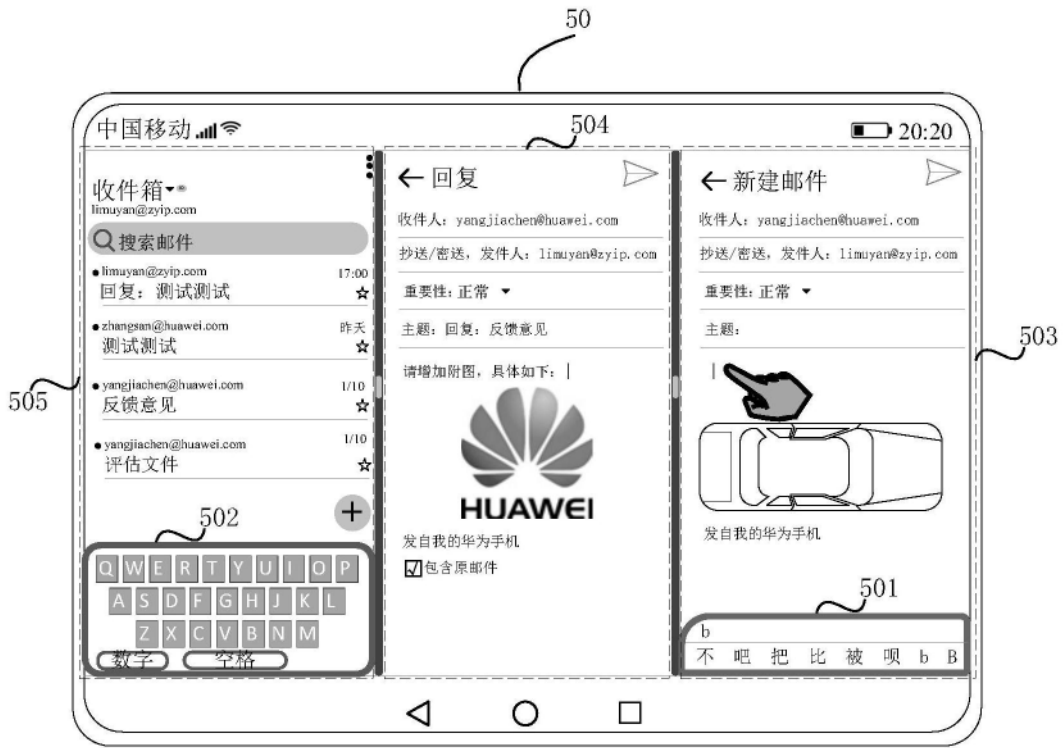 50
中国移动
504
20:20
收件箱
limuyan@zyip.com
搜索邮件
limuyan@zyip.com 17:00
回复：测试测试
zhangsan@huawei.com 昨天
测试测试
yangjiachen@huawei.com 1/10
反馈意见
yangjiachen@huawei.com 1/10
评估文件
505
502
Q W E R T Y U I O P
A S D F G H J K L
Z X C V B N M
数字 空格
回复
收件人：yangjiachen@huawei.com
抄送/密送，发件人：limuyan@zyip.com
重要性：正常
主题：回复：反馈意见
请增加附图，具体如下：
HUAWEI
发自我的华为手机
包含原邮件
新建邮件
收件人：yangjiachen@huawei.com
抄送/密送，发件人：limuyan@zyip.com
重要性：正常
主题：
503
发自我的华为手机
501
b
不 吧 把 比 被 呗 b B